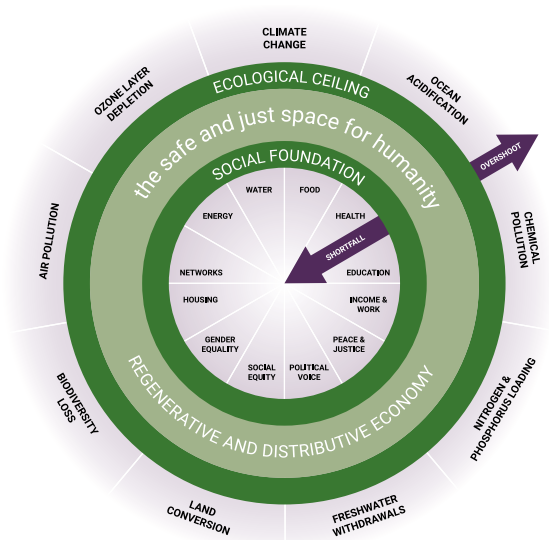 CLIMATE
CHANGE
OCEAN
ACIDIFICATION
CHEMICAL
POLLUTION
NITROGEN &
PHOSPHORUS LOADING
FRESHWATER
WITHDRAWALS
LAND
CONVERSION
BIODIVERSITY
LOSS
AIR POLLUTION
OZONE LAYER
DEPLETION
ECOLOGICAL CEILING
the safe and just space for humanity
OVERSHOOT
SOCIAL FOUNDATION
WATER
FOOD
ENERGY
HEALTH
SHORTFALL
NETWORKS
EDUCATION
HOUSING
INCOME &
WORK
GENDER
EQUALITY
PEACE &
JUSTICE
SOCIAL
EQUITY
POLITICAL
VOICE
REGENERATIVE AND DISTRIBUTIVE ECONOMY